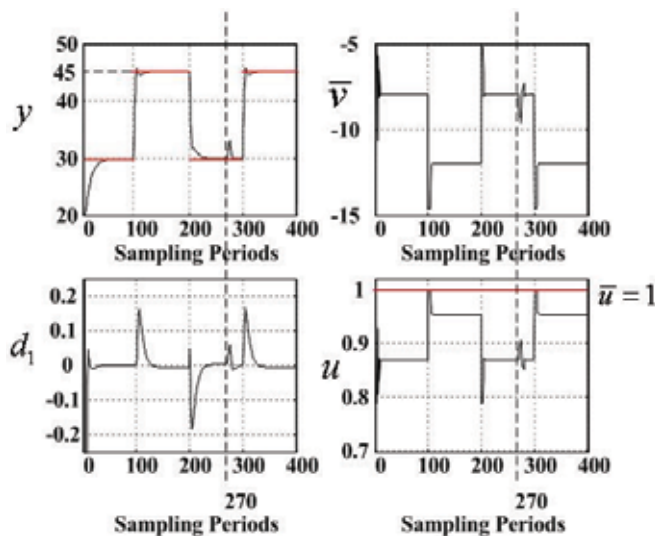 50
45
40
30
20
y
0 100 200 300 400
Sampling Periods
-5
-10
-15
v̅
0 100 200 300 400
Sampling Periods
0.2
0.1
0
-0.1
-0.2
d₁
0 100 200 300 400
270
Sampling Periods
1
0.9
0.8
0.7
u
u̅ = 1
0 100 200 300 400
270
Sampling Periods